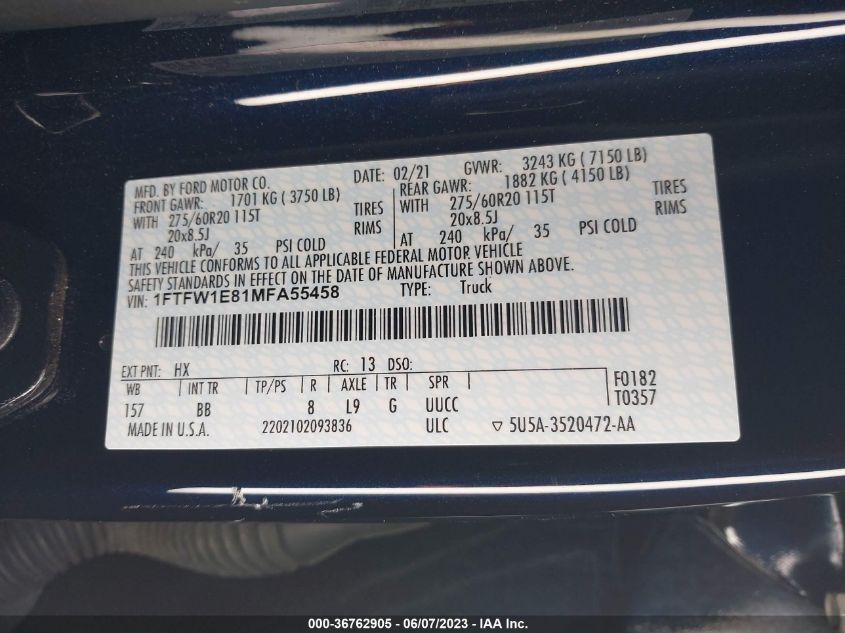 MFD. BY FORD MOTOR CO. DATE: 02/21 GVWR: 3243 KG ( 7150 LB)
FRONT GAWR: 1701 KG ( 3750 LB) REAR GAWR: 1882 KG ( 4150 LB)
WITH 275/60R20 115T TIRES WITH 275/60R20 115T TIRES
20x8.5J RIMS 20x8.5J RIMS
AT 240 kPa/ 35 PSI COLD AT 240 kPa/ 35 PSI COLD
THIS VEHICLE CONFORMS TO ALL APPLICABLE FEDERAL MOTOR VEHICLE
SAFETY STANDARDS IN EFFECT ON THE DATE OF MANUFACTURE SHOWN ABOVE.
VIN: 1FTFW1E81MFA55458 TYPE: Truck
EXT PNT: HX RC: 13 DSO:
WB INT TR TP/PS R AXLE TR SPR F0182
157 BB 8 L9 G UUCC T0357
MADE IN U.S.A. 2202102093836 ULC ▽ 5U5A-3520472-AA
000-36762905 - 06/07/2023 - IAA Inc.